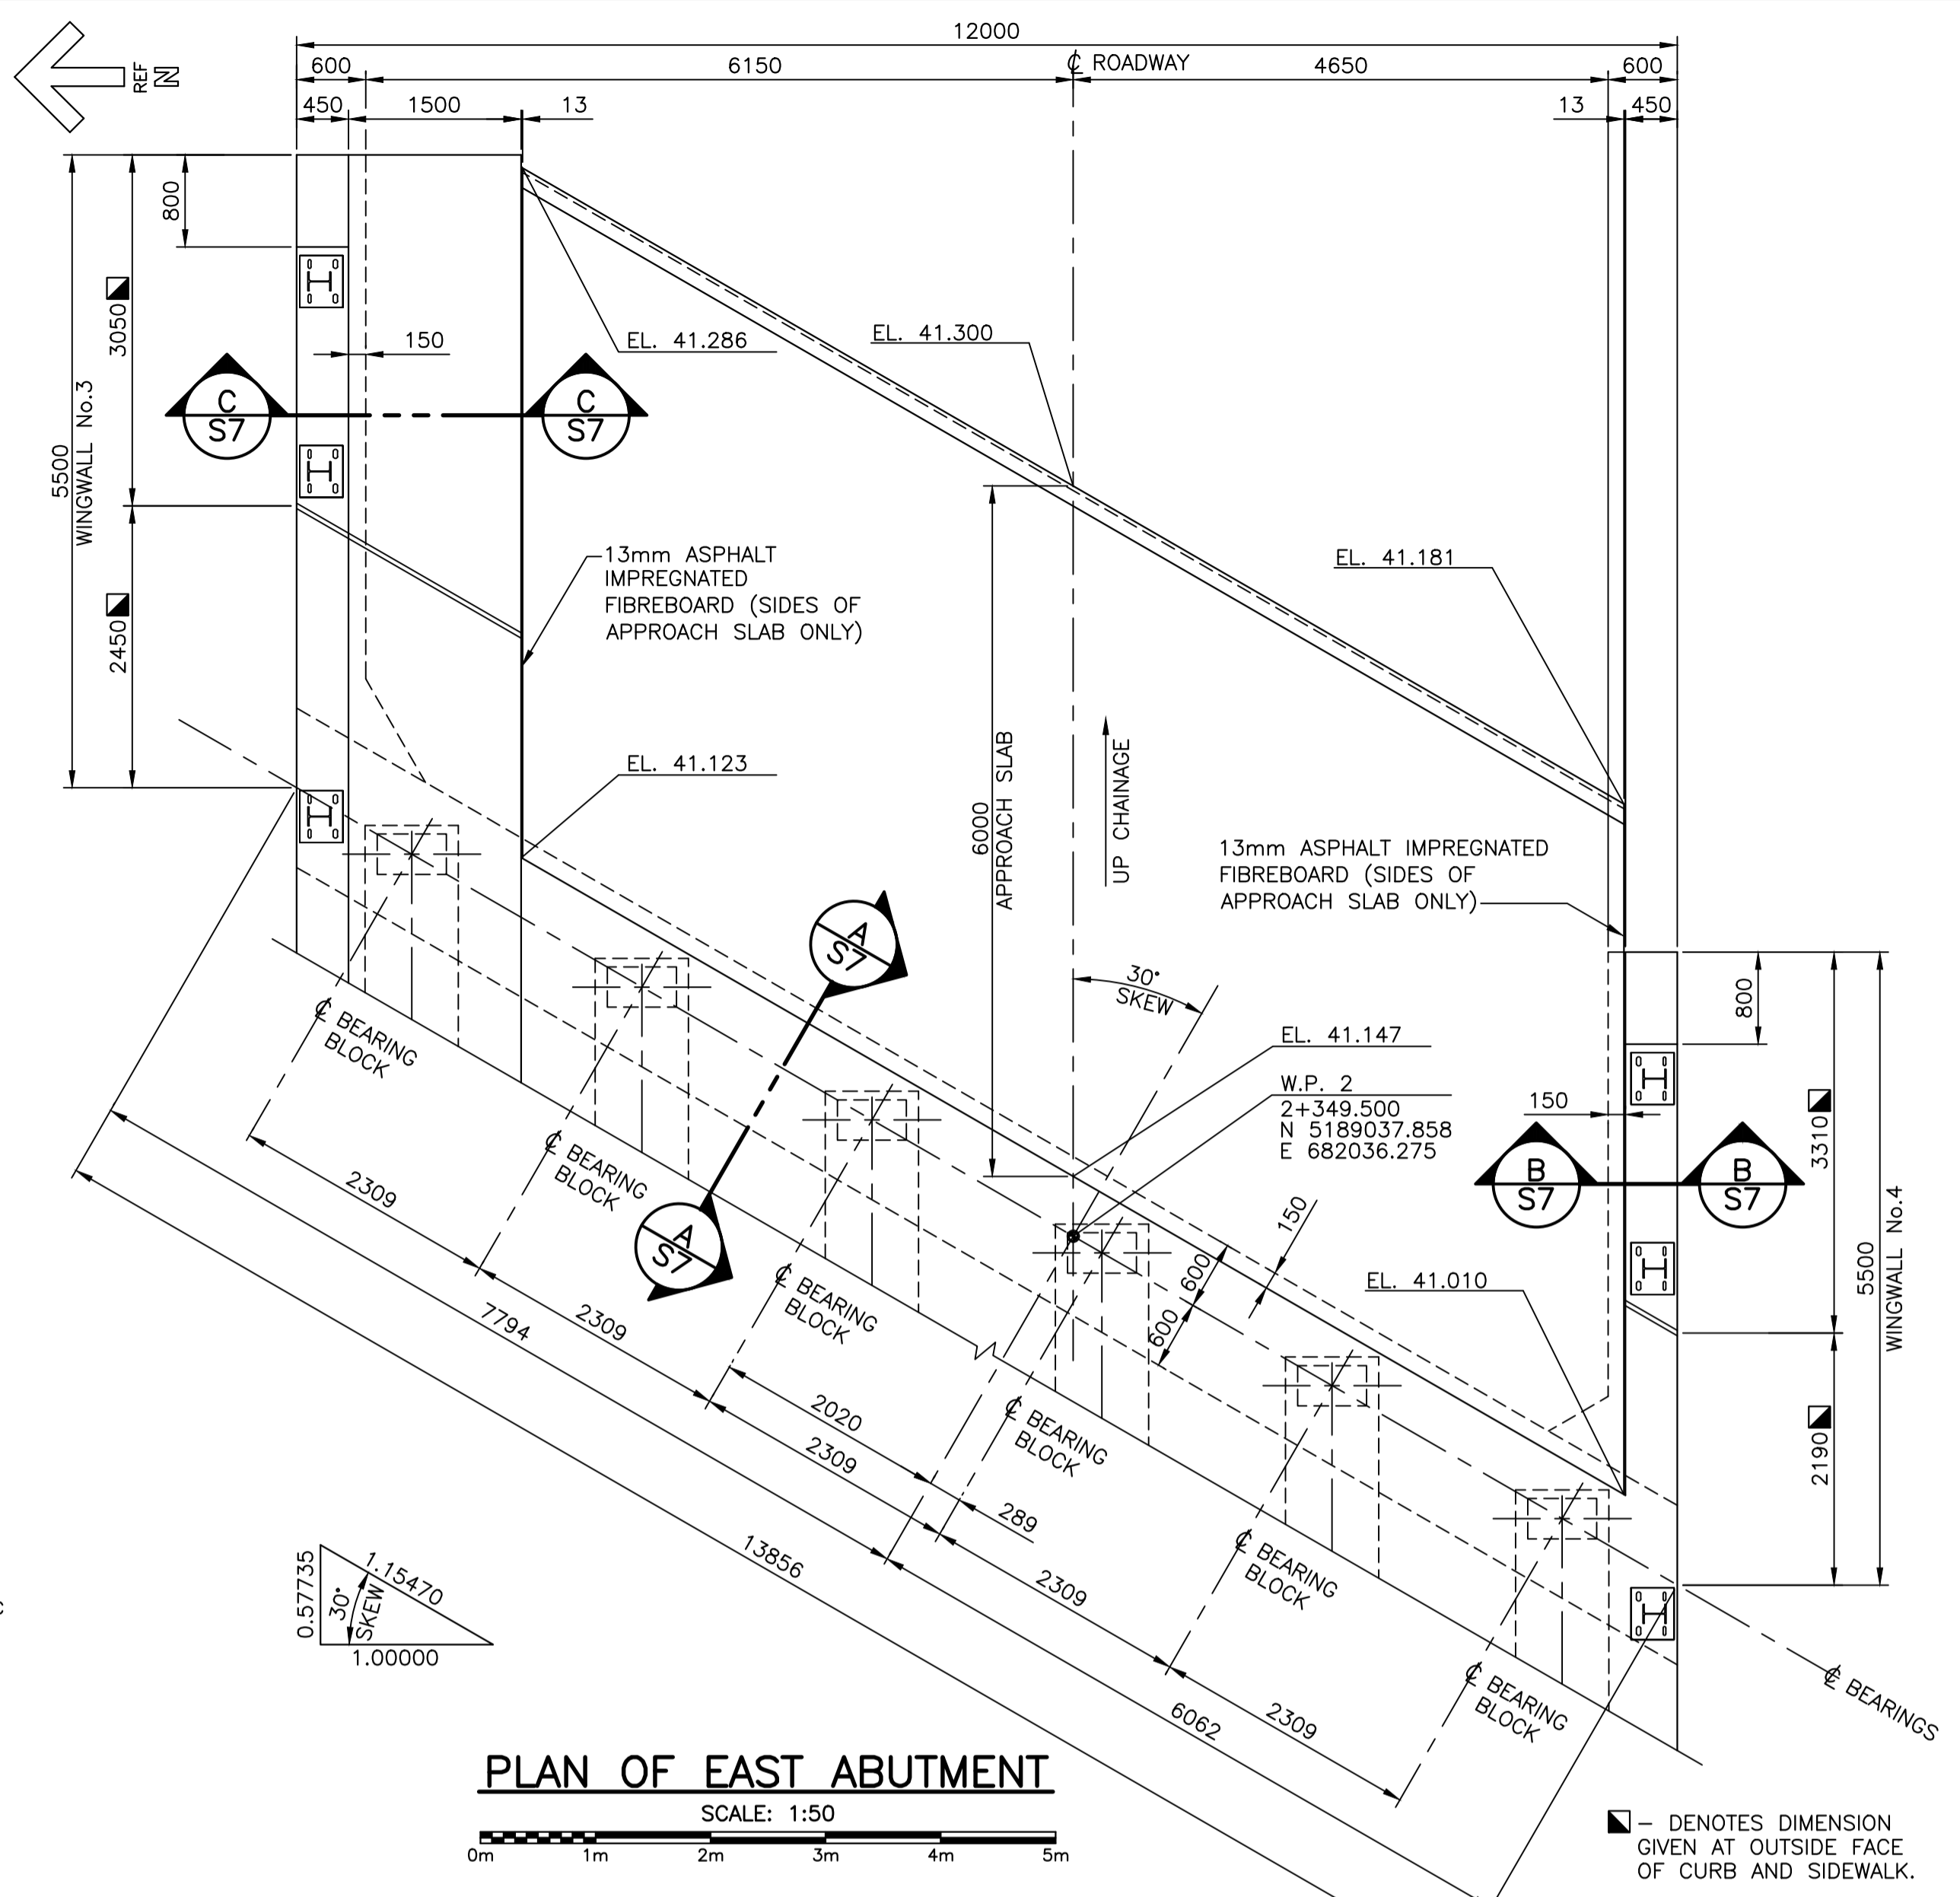 12000
600
6150
℄ ROADWAY
4650
600
REF
N
450
1500
13
13
450
800
3050
150
EL. 41.286
EL. 41.300
C
S7
C
S7
5500
WINGWALL No.3
EL. 41.181
13mm ASPHALT
IMPREGNATED
FIBREBOARD (SIDES OF
APPROACH SLAB ONLY)
2450
EL. 41.123
6000
APPROACH SLAB
UP CHAINAGE
13mm ASPHALT IMPREGNATED
FIBREBOARD (SIDES OF
APPROACH SLAB ONLY)
A
S7
30°
SKEW
800
℄ BEARING
BLOCK
EL. 41.147
W.P. 2
2+349.500
N 5189037.858
E 682036.275
150
3310
℄ BEARING
BLOCK
B
S7
B
S7
2309
A
S7
150
600
600
EL. 41.010
5500
WINGWALL No.4
℄ BEARING
BLOCK
7794
2309
2020
2309
℄ BEARING
BLOCK
2190
289
13856
℄ BEARING
BLOCK
2309
0.57735
30°
SKEW
1.15470
1.00000
℄ BEARING
BLOCK
6062
2309
℄ BEARINGS
PLAN OF EAST ABUTMENT
SCALE: 1:50
0m 1m 2m 3m 4m 5m
– DENOTES DIMENSION
GIVEN AT OUTSIDE FACE
OF CURB AND SIDEWALK.